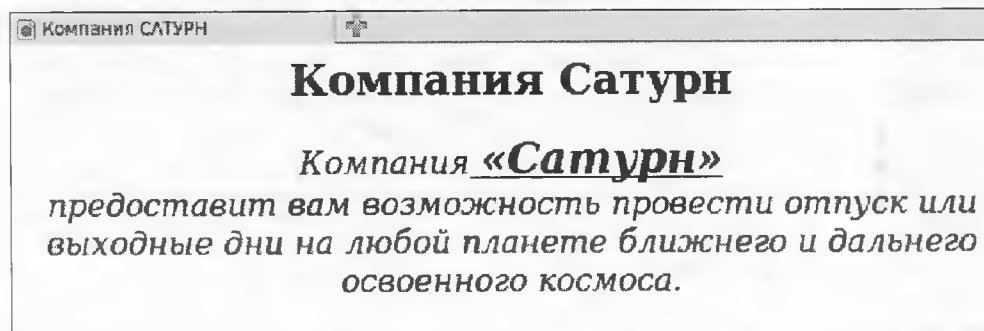 Компания САТУРН
Компания Сатурн
Компания «Сатурн»
предоставит вам возможность провести отпуск или
выходные дни на любой планете ближнего и дальнего
освоенного космоса.